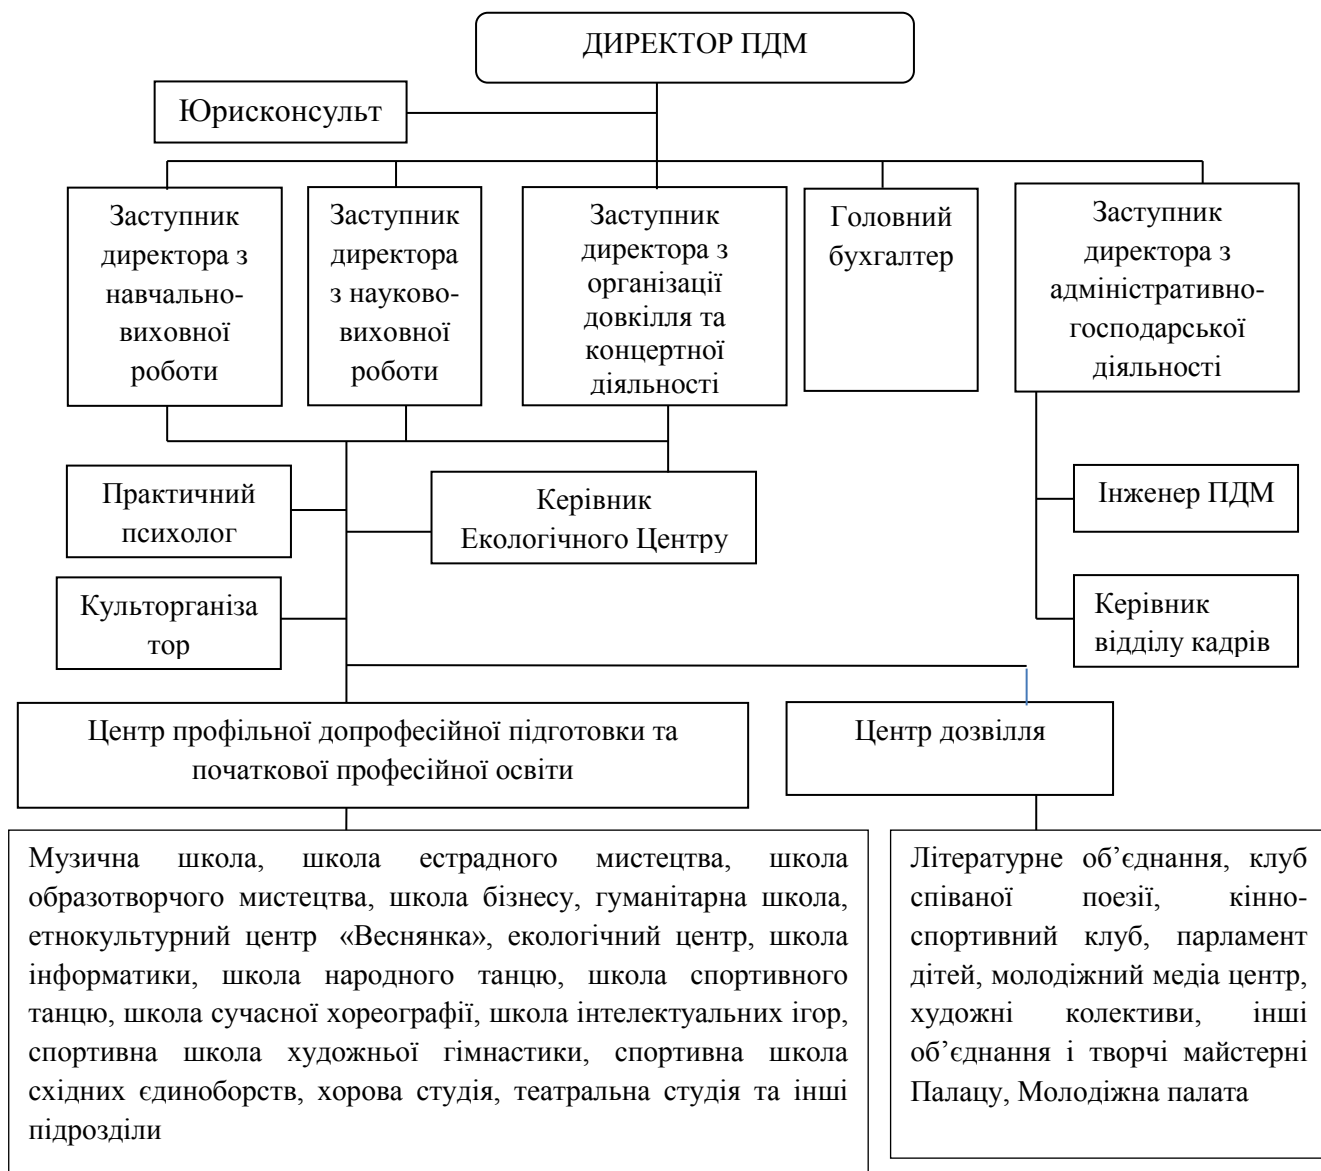 ДИРЕКТОР ПДМ
Юрисконсульт
Заступник
директора з
навчально-
виховної
роботи
Заступник
директора
з науково-
виховної
роботи
Заступник
директора з
організації
довкілля та
концертної
діяльності
Головний
бухгалтер
Заступник
директора з
адміністративно-
господарської
діяльності
Практичний
психолог
Керівник
Екологічного Центру
Інженер ПДМ
Культорганіза
тор
Керівник
відділу кадрів
Центр профільної допрофесійної підготовки та
початкової професійної освіти
Центр дозвілля
Музична школа, школа естрадного мистецтва, школа
образотворчого мистецтва, школа бізнесу, гуманітарна школа,
етнокультурний центр «Веснянка», екологічний центр, школа
інформатики, школа народного танцю, школа спортивного
танцю, школа сучасної хореографії, школа інтелектуальних ігор,
спортивна школа художньої гімнастики, спортивна школа
східних єдиноборств, хорова студія, театральна студія та інші
підрозділи
Літературне об’єднання, клуб
співаної поезії, кінно-
спортивний клуб, парламент
дітей, молодіжний медіа центр,
художні колективи, інші
об’єднання і творчі майстерні
Палацу, Молодіжна палата